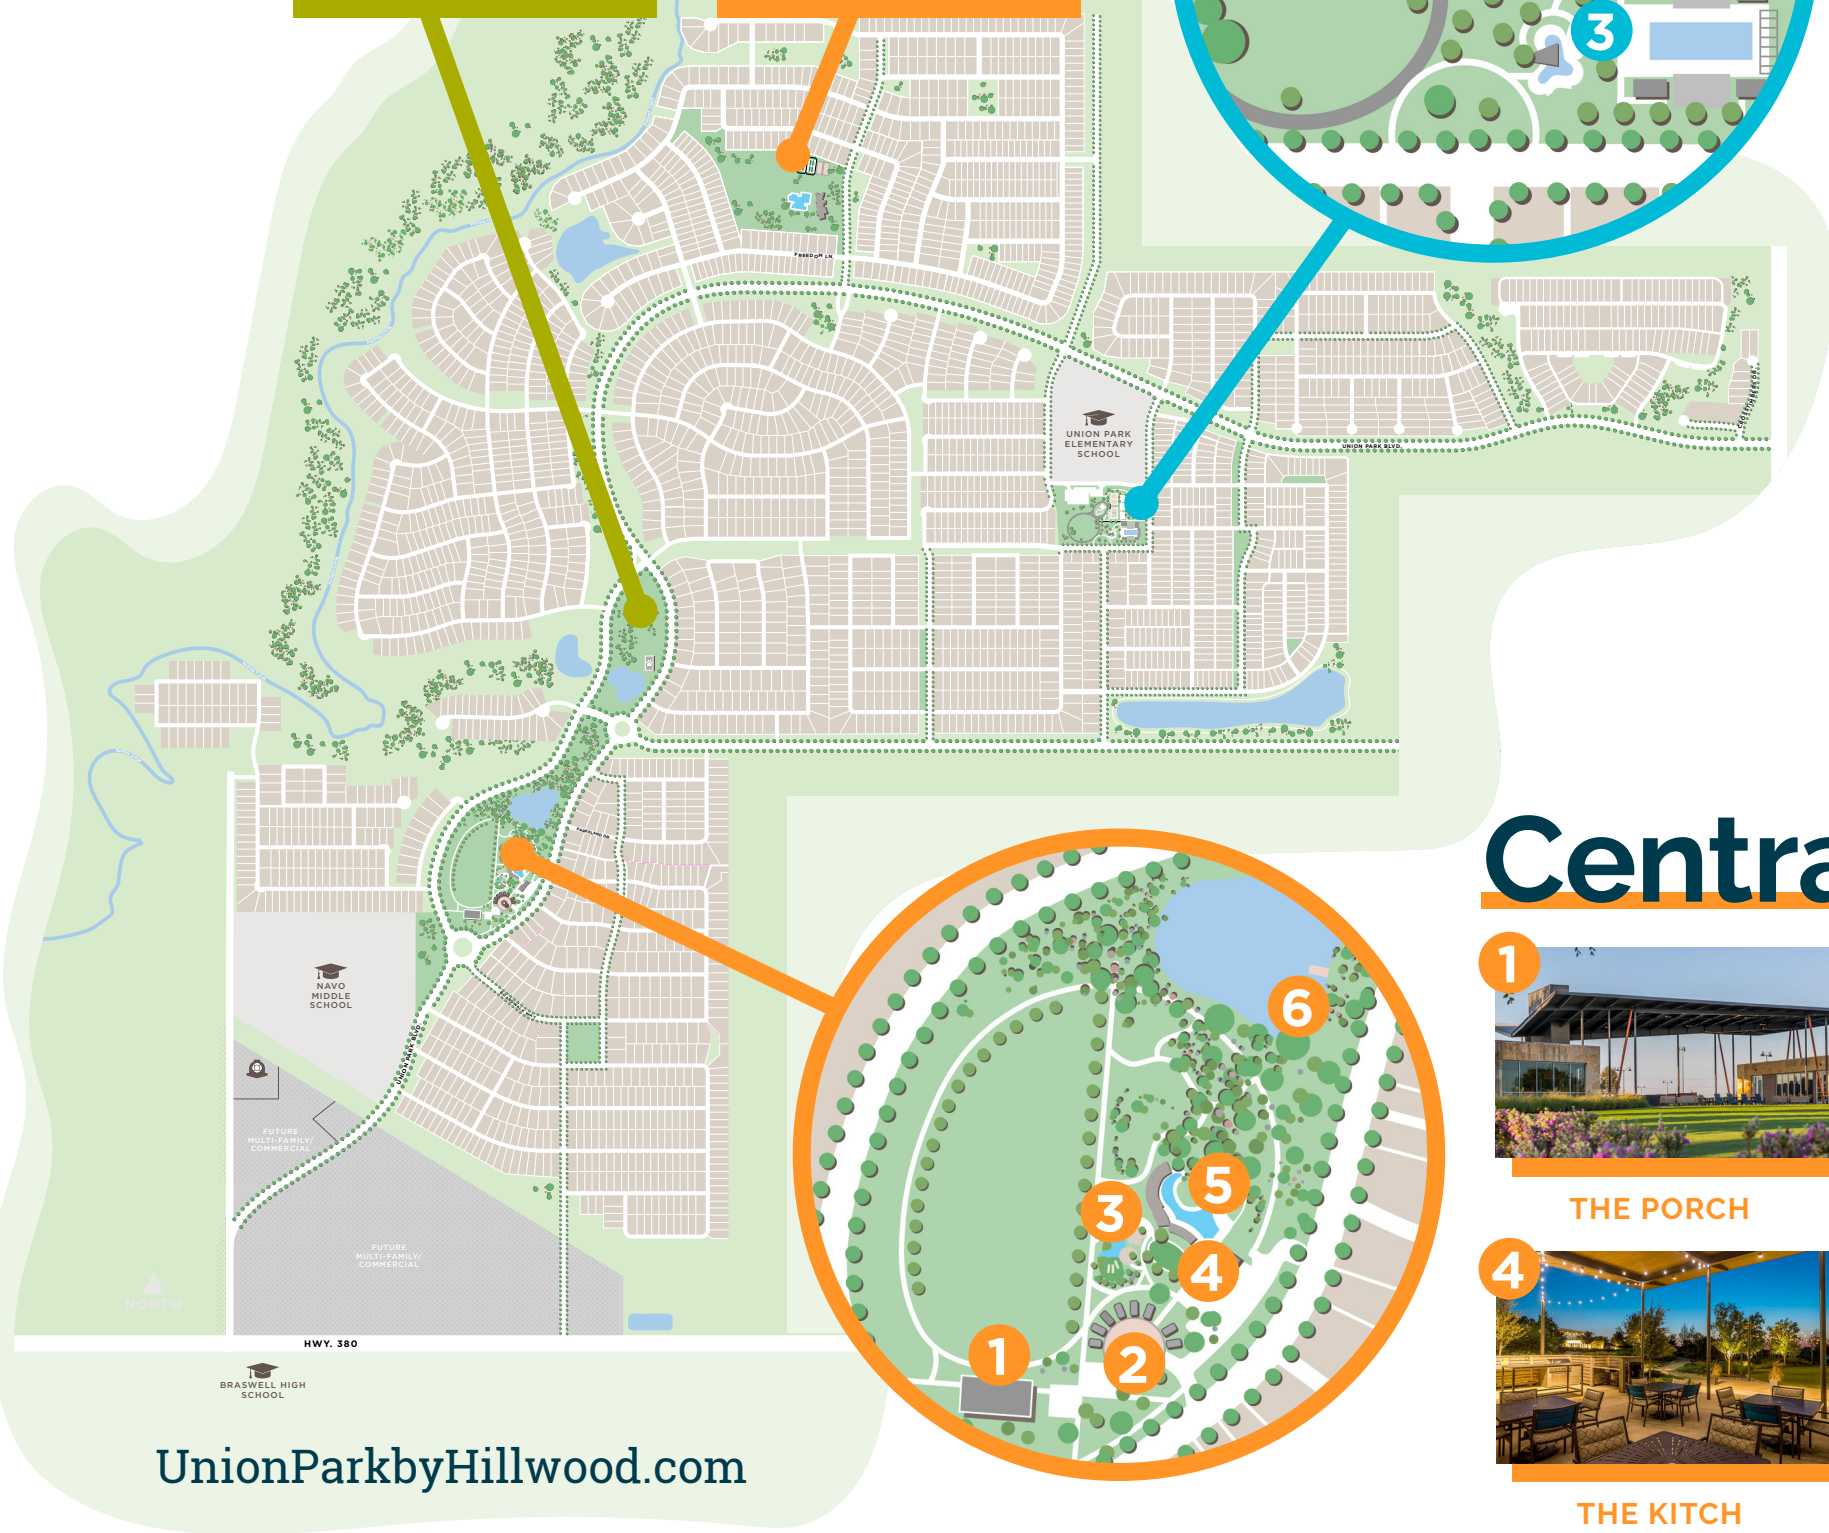 3
FREEDOM LN.
UNION PARK
ELEMENTARY
SCHOOL
UNION PARK BLVD.
NAVO
MIDDLE
SCHOOL
UNION PARK BLVD.
FUTURE
MULTI-FAMILY/
COMMERCIAL
FUTURE
MULTI-FAMILY/
COMMERCIAL
NORTH
HWY. 380
BRASWELL HIGH
SCHOOL
UnionParkbyHillwood.com
6
5
3
4
1
2
Centra
1
THE PORCH
4
THE KITCH